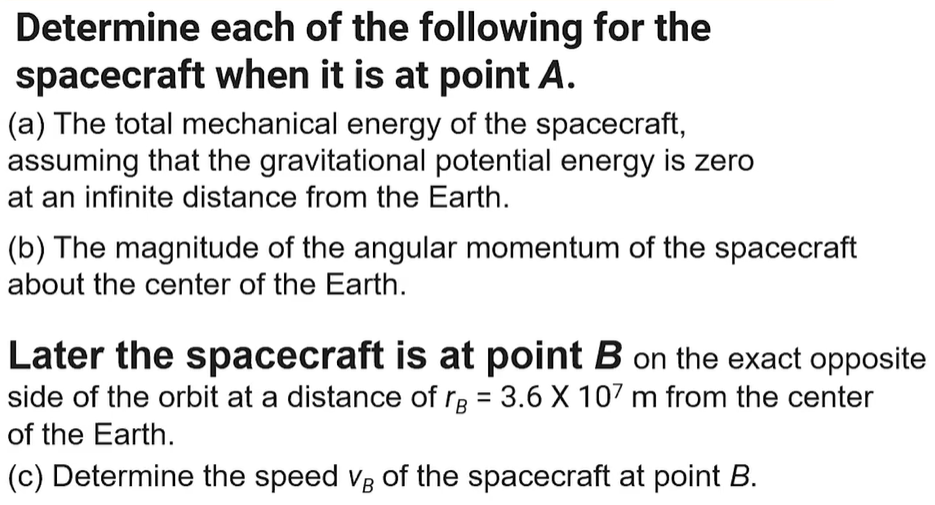 Determine each of the following for the
spacecraft when it is at point A.
(a) The total mechanical energy of the spacecraft,
assuming that the gravitational potential energy is zero
at an infinite distance from the Earth.
(b) The magnitude of the angular momentum of the spacecraft
about the center of the Earth.
Later the spacecraft is at point B on the exact opposite
side of the orbit at a distance of r_B = 3.6 X 10⁷ m from the center
of the Earth.
(c) Determine the speed v_B of the spacecraft at point B.